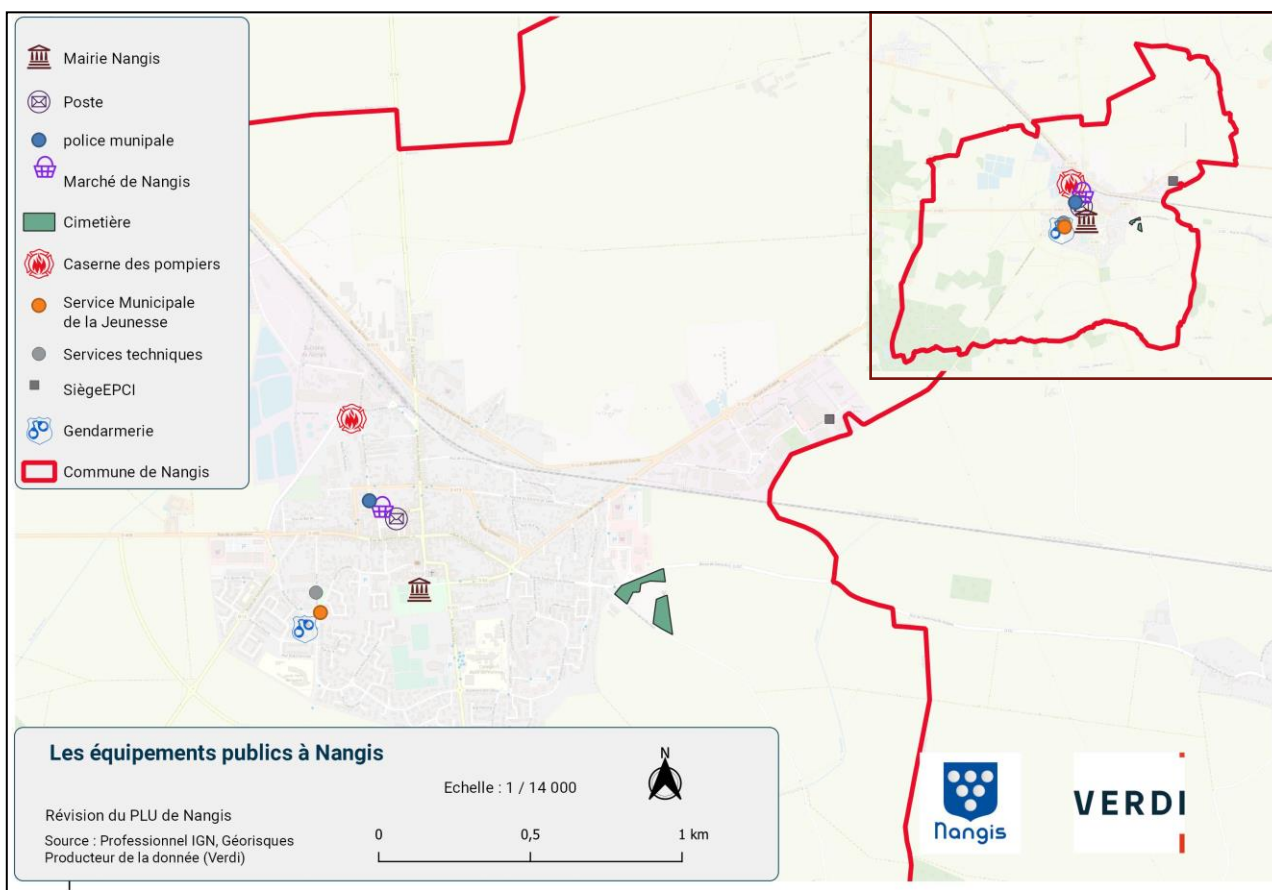 Mairie Nangis
Poste
police munipale
Marché de Nangis
Cimetière
Caserne des pompiers
Service Municipale
de la Jeunesse
Services techniques
SiègeEPCI
Gendarmerie
Commune de Nangis
Les équipements publics à Nangis
Echelle : 1 / 14 000
N
Révision du PLU de Nangis
Source : Professionnel IGN, Géorisques
Producteur de la donnée (Verdi)
0
0,5
1 km
nangis
VERDI